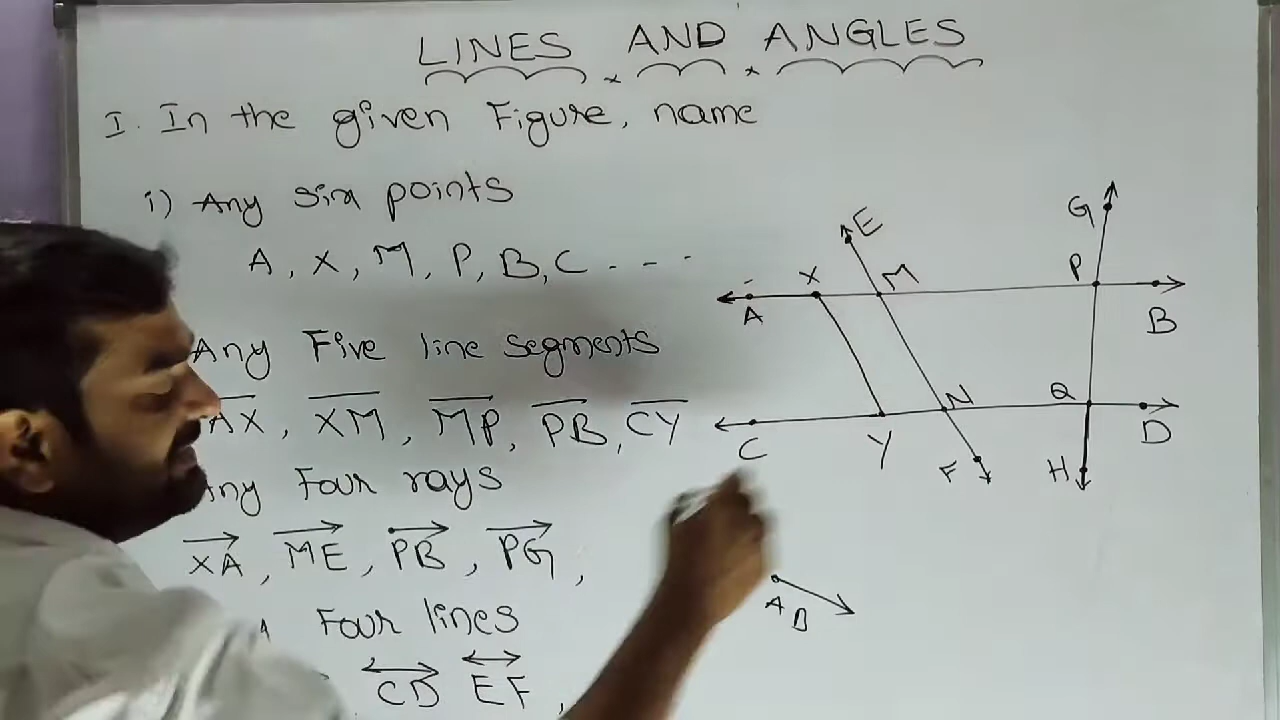 LINES AND ANGLES
I. In the given Figure, name
i) Any six points
A, X, M, P, B, C - - -
Any Five line segments
AX, XM, MP, PB, CY
Any Four rays
XA, ME, PB, PG,
Four lines
CD EF,
G
E
X M P
A B
N Q
C Y F H D
A B